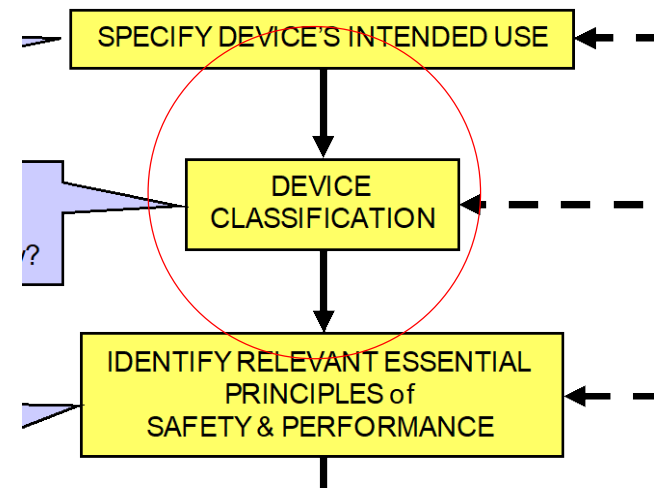 SPECIFY DEVICE'S INTENDED USE
DEVICE
CLASSIFICATION
?
IDENTIFY RELEVANT ESSENTIAL
PRINCIPLES of
SAFETY & PERFORMANCE